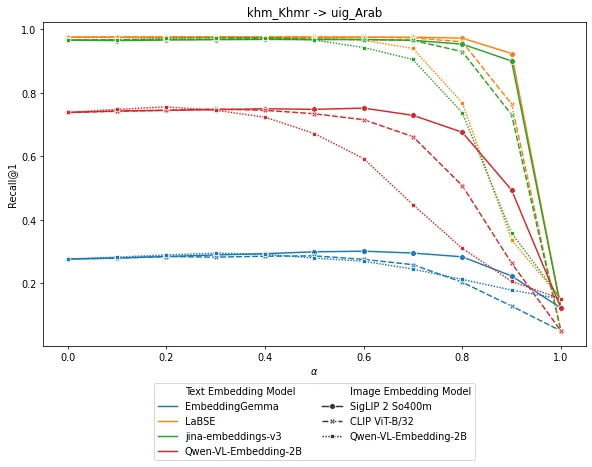 khm_Khmr -> uig_Arab
Recall@1
1.0
0.8
0.6
0.4
0.2
0.0 0.2 0.4 0.6 0.8 1.0
α
Text Embedding Model
EmbeddingGemma
LaBSE
jina-embeddings-v3
Qwen-VL-Embedding-2B
Image Embedding Model
SigLIP 2 So400m
CLIP ViT-B/32
Qwen-VL-Embedding-2B